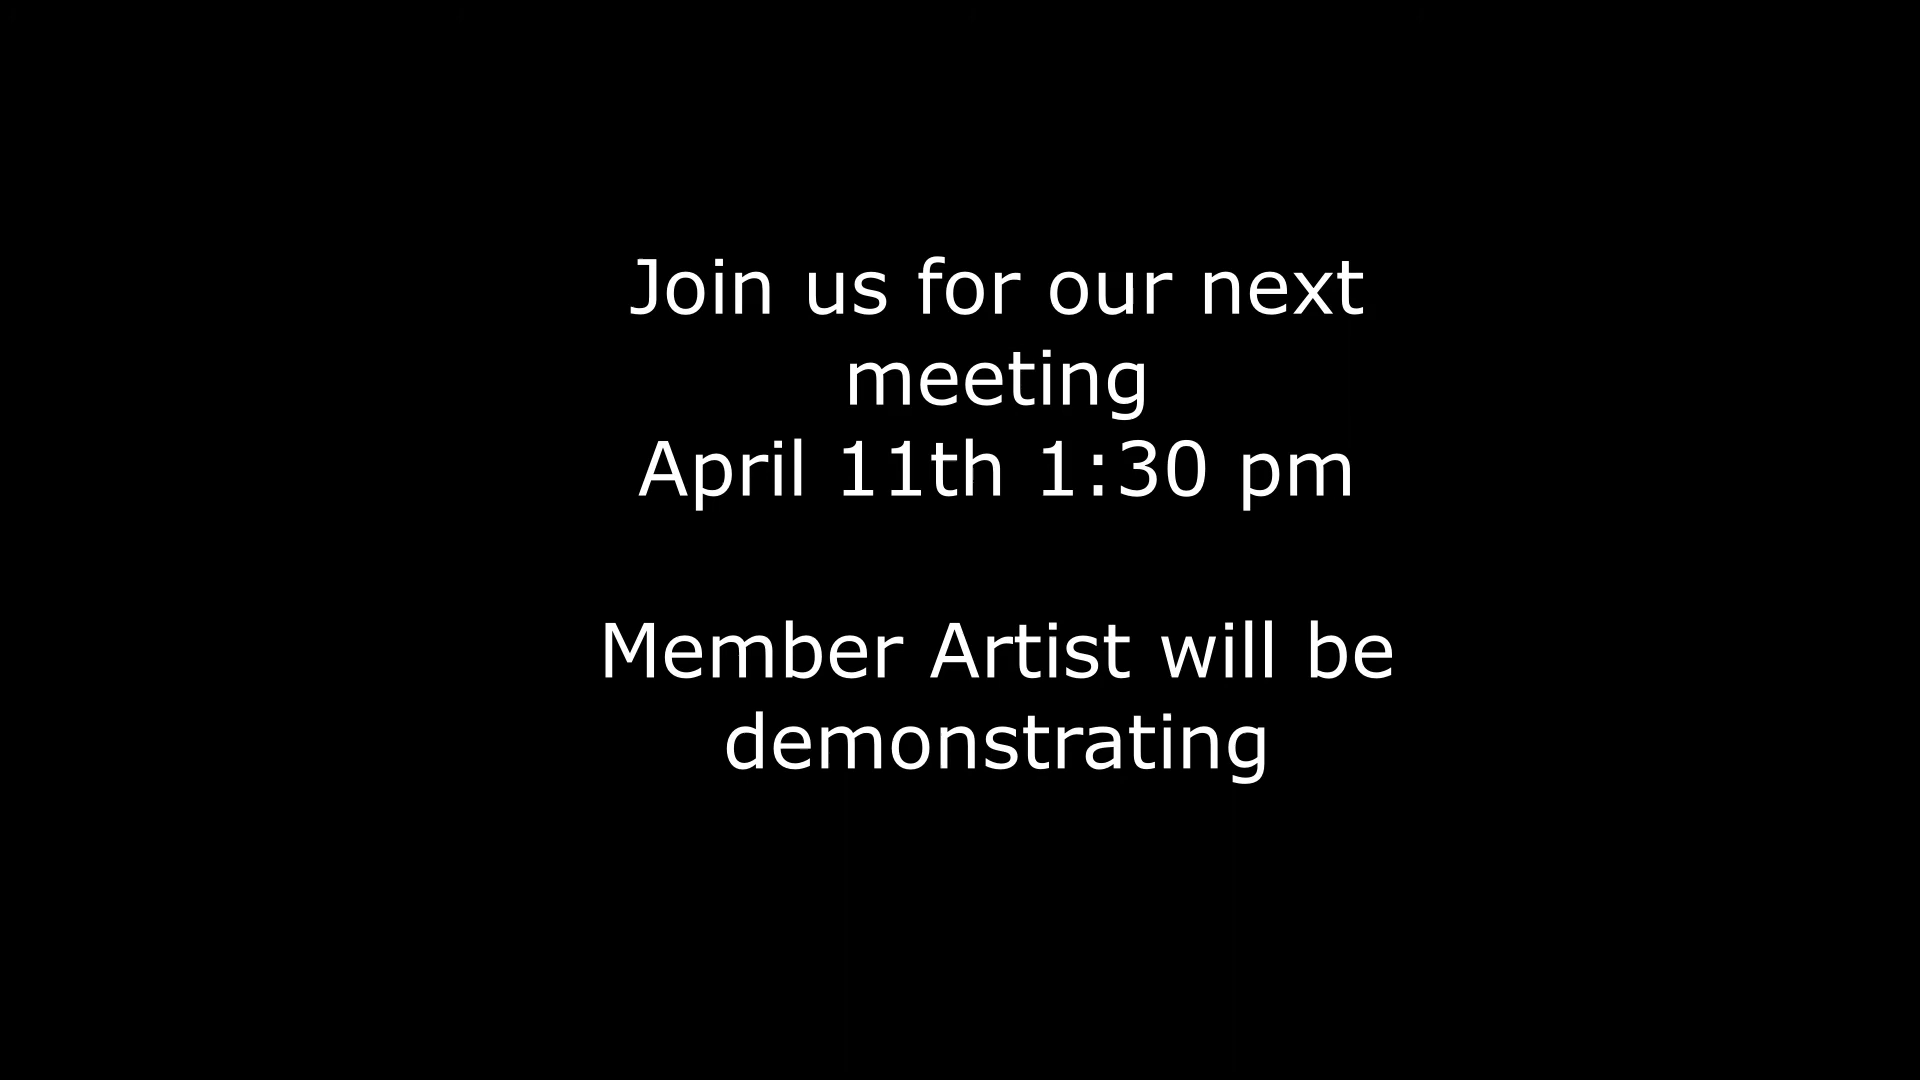 Join us for our next
meeting
April 11th 1:30 pm
Member Artist will be
demonstrating